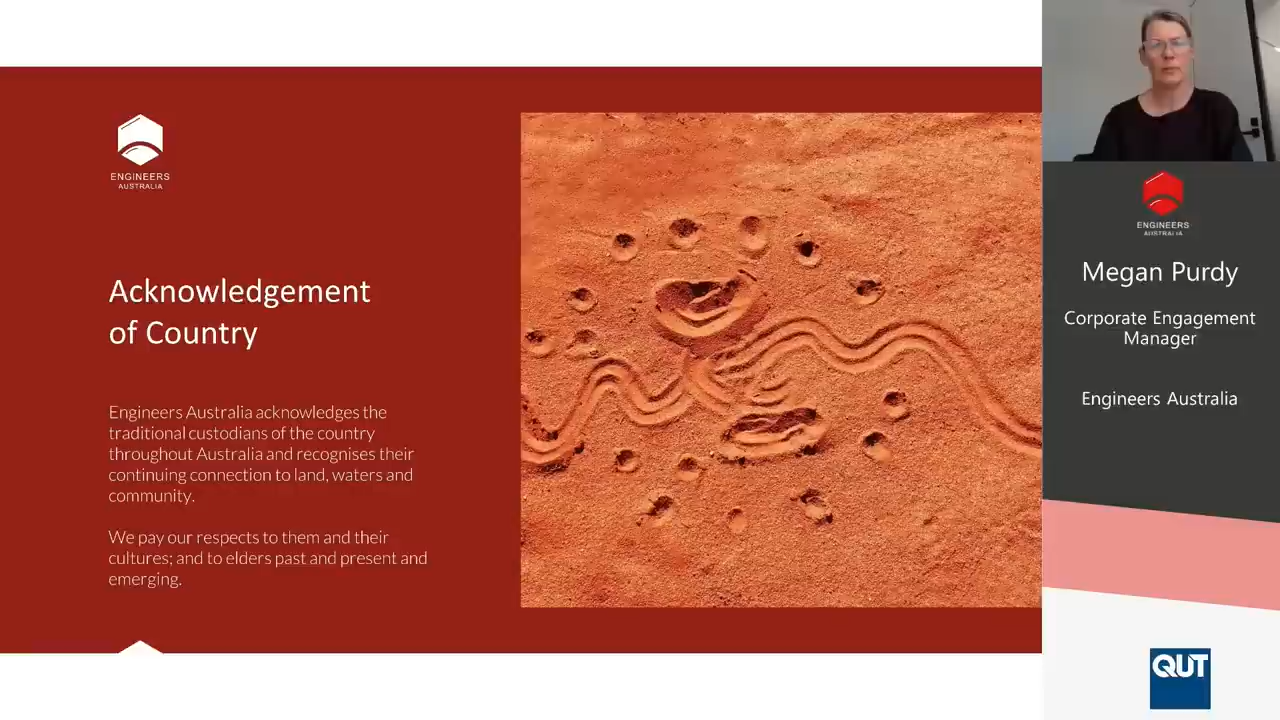 ENGINEERS
AUSTRALIA
Acknowledgement
of Country
Engineers Australia acknowledges the
traditional custodians of the country
throughout Australia and recognises their
continuing connection to land, waters and
community.
We pay our respects to them and their
cultures; and to elders past and present and
emerging.
ENGINEERS
AUSTRALIA
Megan Purdy
Corporate Engagement
Manager
Engineers Australia
QUT